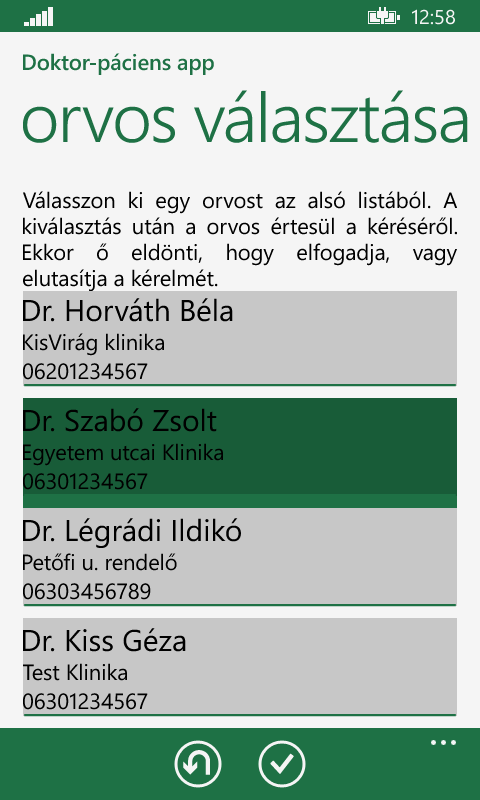 12:58
Doktor-páciens app
orvos választása
Válasszon ki egy orvost az alsó listából. A
kiválasztás után a orvos értesül a kéréséről.
Ekkor ő eldönti, hogy elfogadja, vagy
elutasítja a kérelmét.
Dr. Horváth Béla
KisVirág klinika
06201234567
Dr. Szabó Zsolt
Egyetem utcai Klinika
06301234567
Dr. Légrádi Ildikó
Petőfi u. rendelő
06303456789
Dr. Kiss Géza
Test Klinika
06301234567